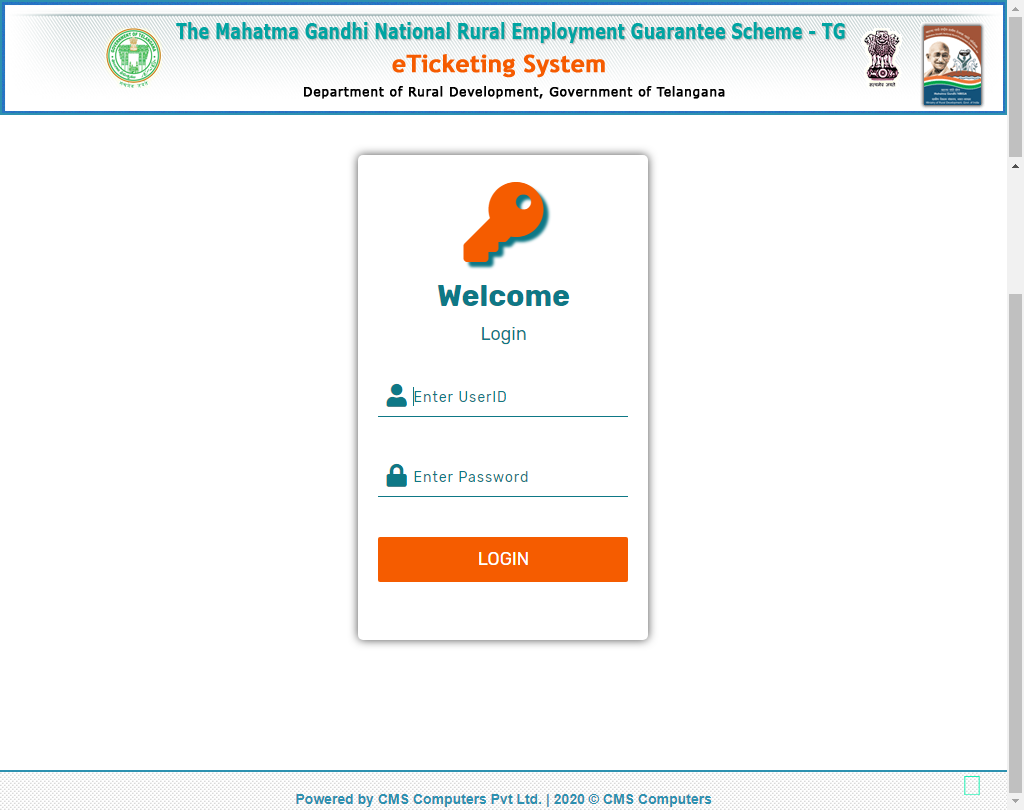 The Mahatma Gandhi National Rural Employment Guarantee Scheme - TG
eTicketing System
Department of Rural Development, Government of Telangana
Welcome
Login
Enter UserID
Enter Password
LOGIN
Powered by CMS Computers Pvt Ltd. | 2020 © CMS Computers